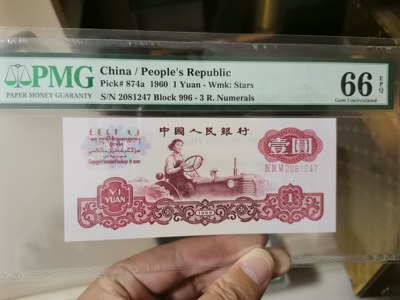 PMG
PAPER MONEY GUARANTY
China / People's Republic
Pick# 874a 1960 1 Yuan - Wmk: Stars
S/N 2081247 Block 996 - 3 R. Numerals
66 EPQ
Gem Uncirculated
中国人民银行
壹圆
2081247
YI YUAN
1960
1